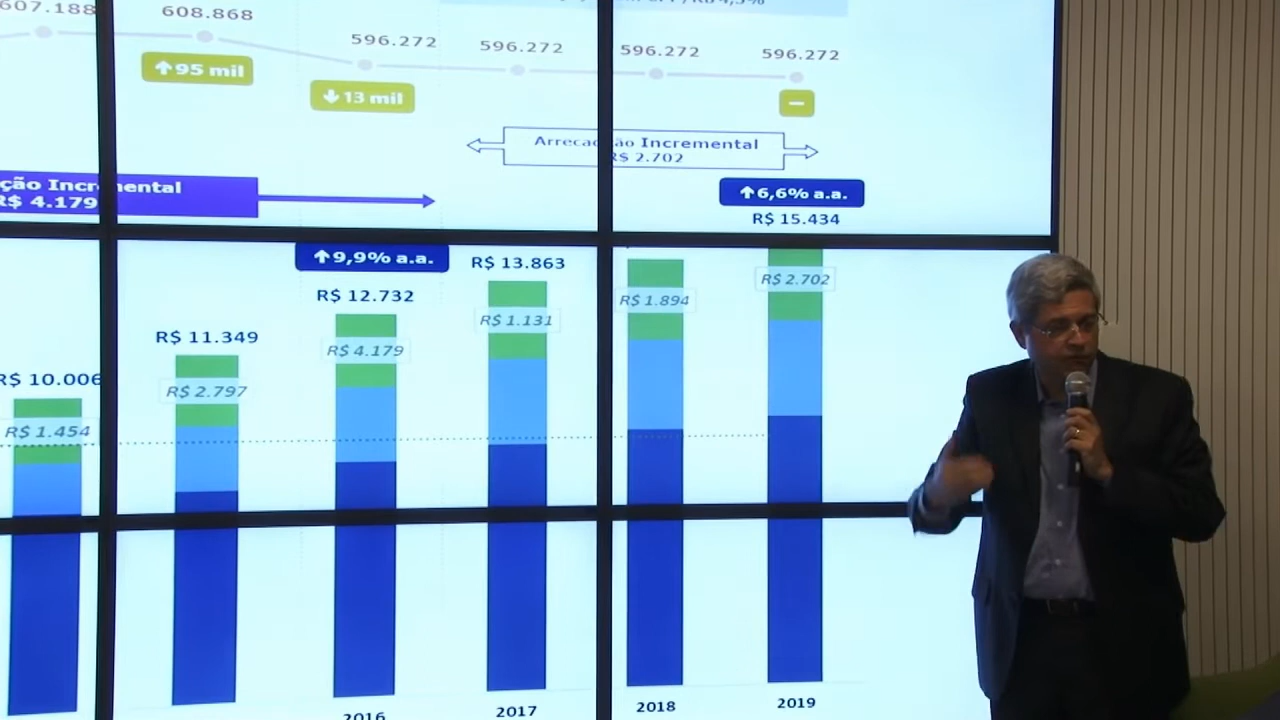 607.188
608.868
596.272
596.272
596.272
596.272
↑95 mil
↓13 mil
−
Arrecadação Incremental
R$ 2.702
ção Incremental
R$ 4.179
↑6,6% a.a.
R$ 15.434
↑9,9% a.a.
R$ 13.863
R$ 12.732
R$ 11.349
R$ 10.006
R$ 2.702
R$ 1.894
R$ 1.131
R$ 4.179
R$ 2.797
R$ 1.454
2016
2017
2018
2019